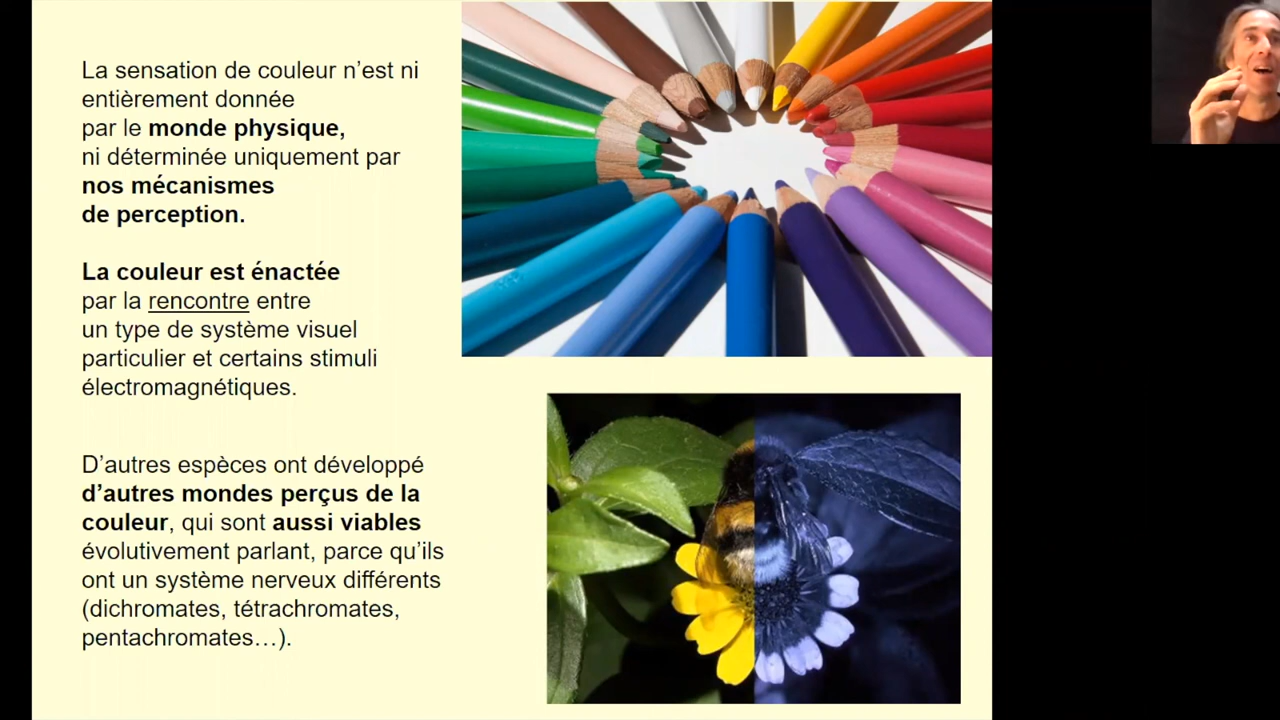 La sensation de couleur n’est ni
entièrement donnée
par le monde physique,
ni déterminée uniquement par
nos mécanismes
de perception.
La couleur est énactée
par la rencontre entre
un type de système visuel
particulier et certains stimuli
électromagnétiques.
D’autres espèces ont développé
d’autres mondes perçus de la
couleur, qui sont aussi viables
évolutivement parlant, parce qu’ils
ont un système nerveux différents
(dichromates, tétrachromates,
pentachromates…).